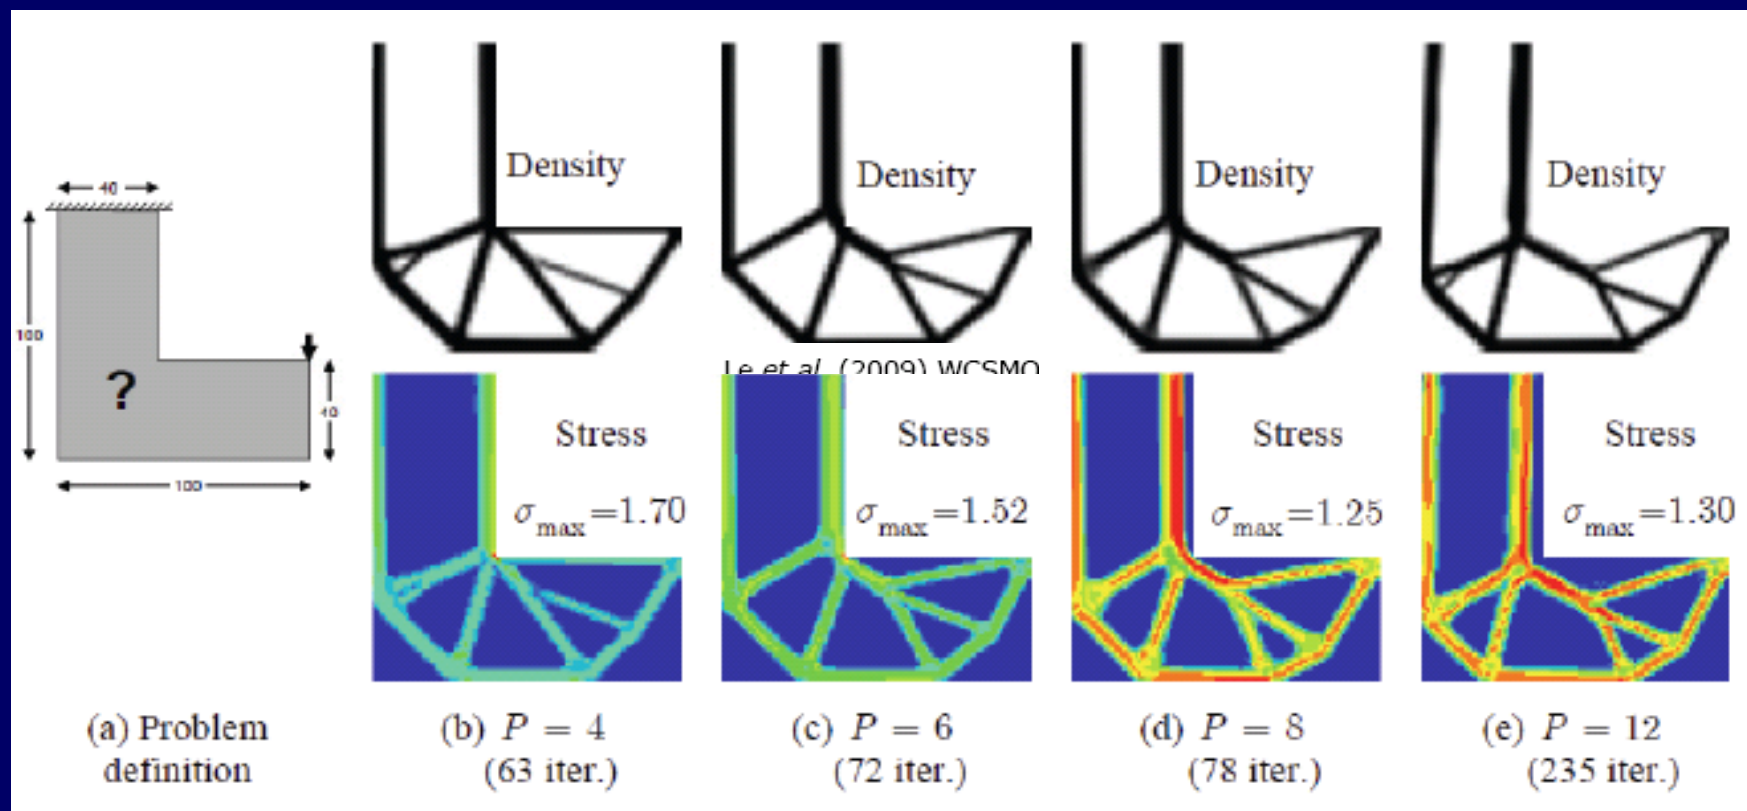 40
100
?
40
100
(a) Problem
definition
Density
Density
Density
Density
Le et al. (2009) WCSMO
Stress
σmax=1.70
Stress
σmax=1.52
Stress
σmax=1.25
Stress
σmax=1.30
(b) P = 4
(63 iter.)
(c) P = 6
(72 iter.)
(d) P = 8
(78 iter.)
(e) P = 12
(235 iter.)